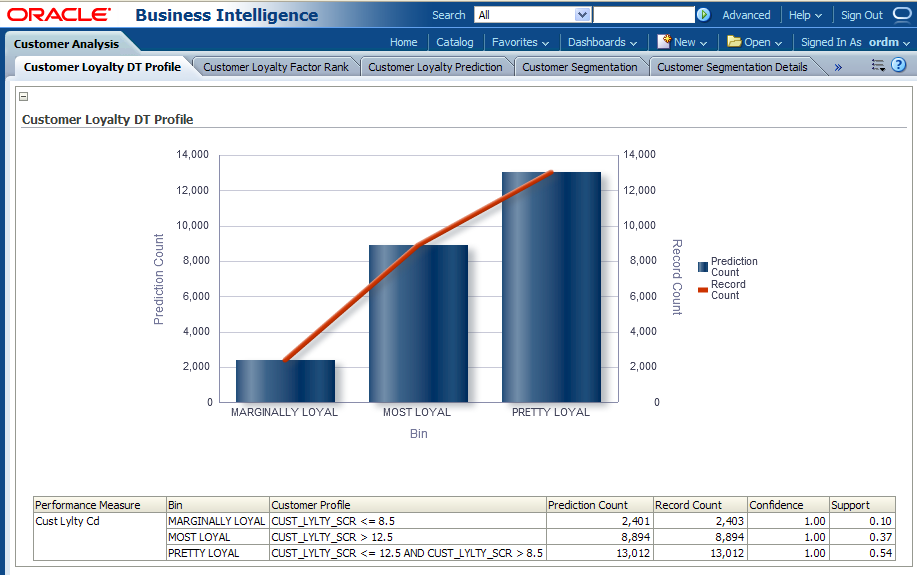 ORACLE® Business Intelligence Search All Advanced Help Sign Out
Customer Analysis Home Catalog Favorites Dashboards New Open Signed In As ordm
Customer Loyalty DT Profile Customer Loyalty Factor Rank Customer Loyalty Prediction Customer Segmentation Customer Segmentation Details »
Customer Loyalty DT Profile
14,000 14,000
12,000 12,000
10,000 10,000
8,000 8,000
6,000 6,000
4,000 4,000
2,000 2,000
0 0
Prediction Count
Record Count
Prediction
Count
Record
Count
MARGINALLY LOYAL MOST LOYAL PRETTY LOYAL
Bin
Performance Measure Bin Customer Profile Prediction Count Record Count Confidence Support
Cust Lylty Cd MARGINALLY LOYAL CUST_LYLTY_SCR <= 8.5 2,401 2,403 1.00 0.10
MOST LOYAL CUST_LYLTY_SCR > 12.5 8,894 8,894 1.00 0.37
PRETTY LOYAL CUST_LYLTY_SCR <= 12.5 AND CUST_LYLTY_SCR > 8.5 13,012 13,012 1.00 0.54